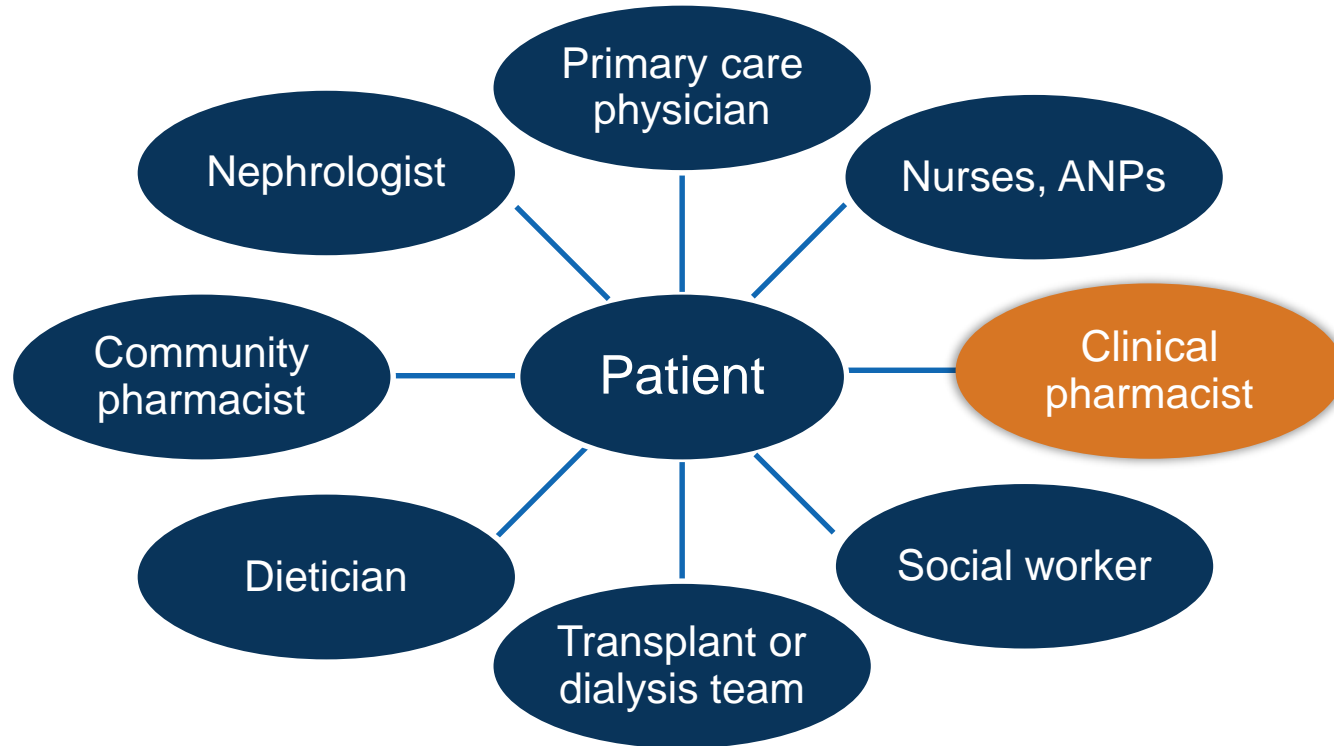 Primary care
physician
Nephrologist
Nurses, ANPs
Community
pharmacist
Patient
Clinical
pharmacist
Dietician
Social worker
Transplant or
dialysis team